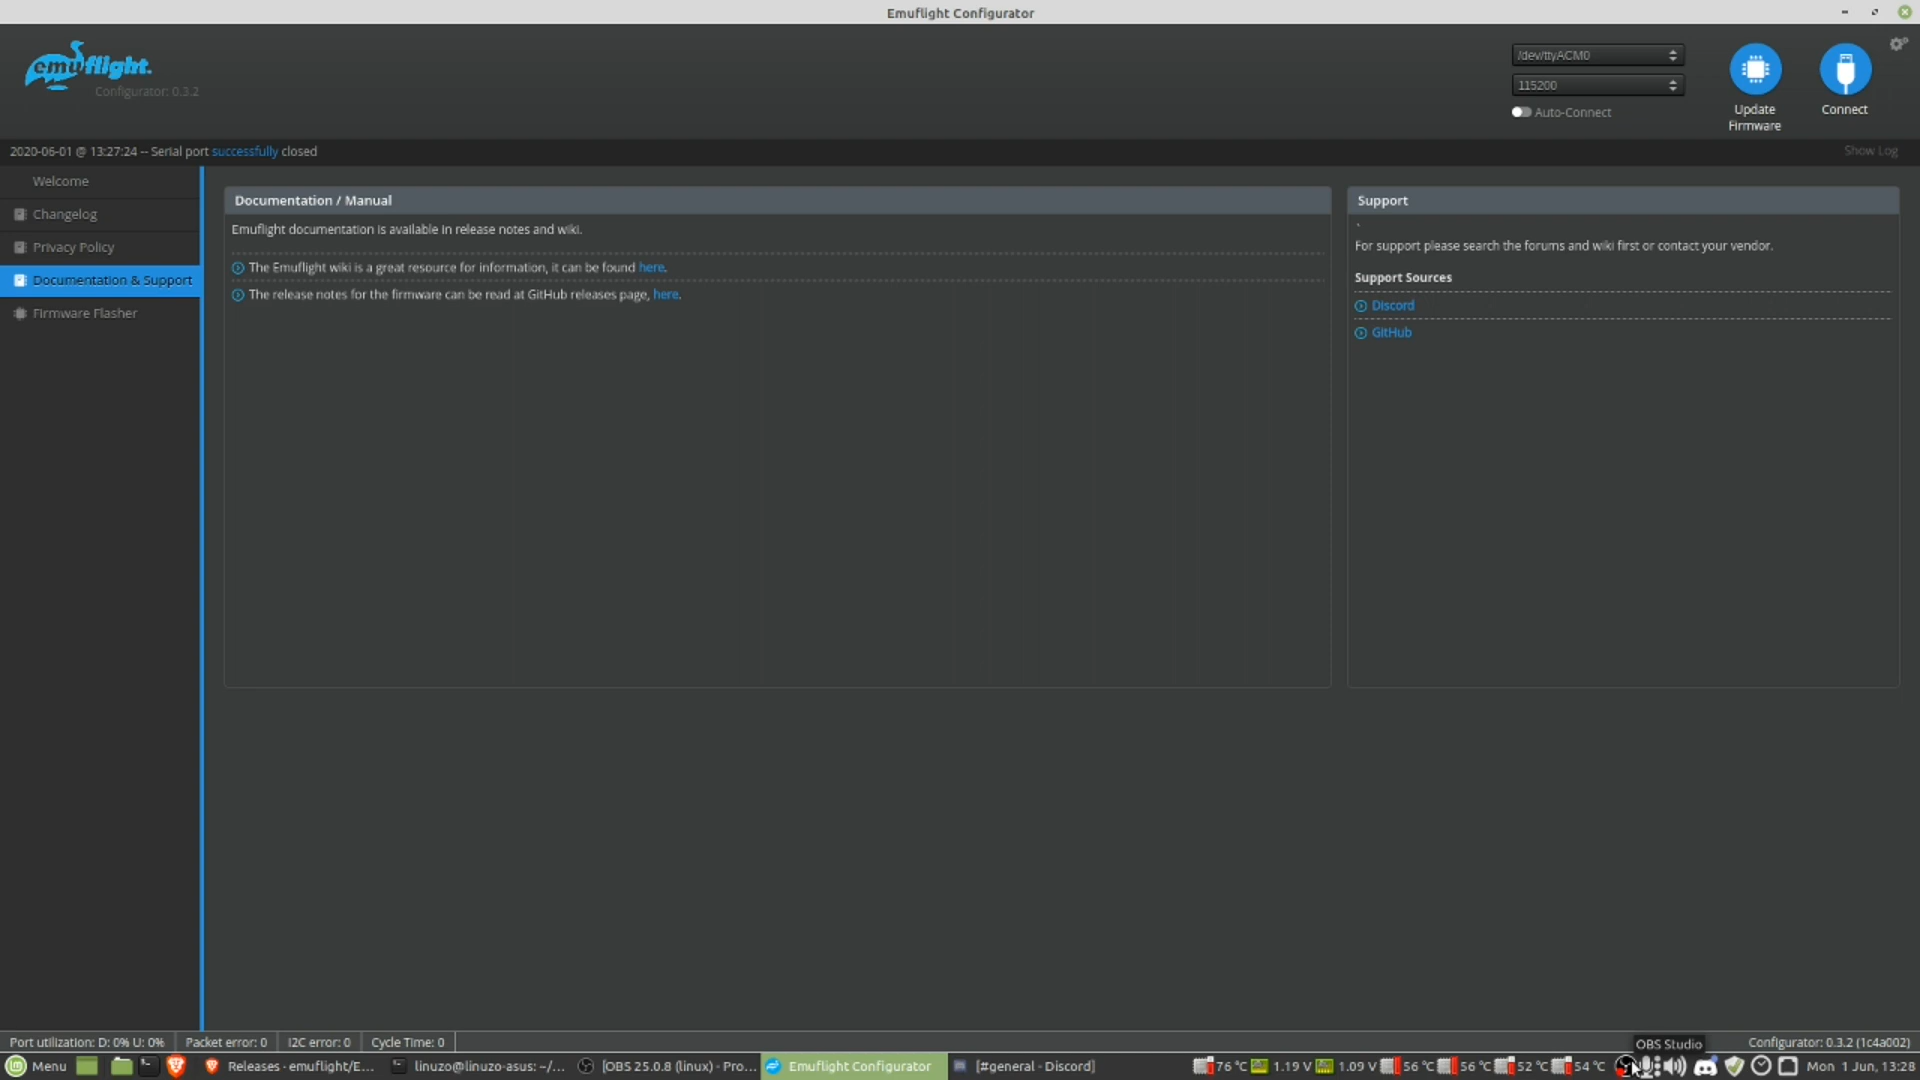 Emuflight Configurator
emuflight.
Configurator: 0.3.2
/dev/ttyACM0
115200
Auto-Connect
Update
Firmware
Connect
2020-06-01 @ 13:27:24 -- Serial port successfully closed
Show Log
Welcome
Changelog
Privacy Policy
Documentation & Support
Firmware Flasher
Documentation / Manual
Emuflight documentation is available in release notes and wiki.
The Emuflight wiki is a great resource for information, it can be found here.
The release notes for the firmware can be read at GitHub releases page, here.
Support
`
For support please search the forums and wiki first or contact your vendor.
Support Sources
Discord
GitHub
OBS Studio
Port utilization: D: 0% U: 0%
Packet error: 0
I2C error: 0
Cycle Time: 0
Configurator: 0.3.2 (1c4a002)
Menu
Releases · emuflight/E...
linuzo@linuzo-asus: ~/...
[OBS 25.0.8 (linux) - Pro...
Emuflight Configurator
[#general - Discord]
76 °C
1.19 V
1.09 V
56 °C
56 °C
52 °C
54 °C
Mon 1 Jun, 13:28